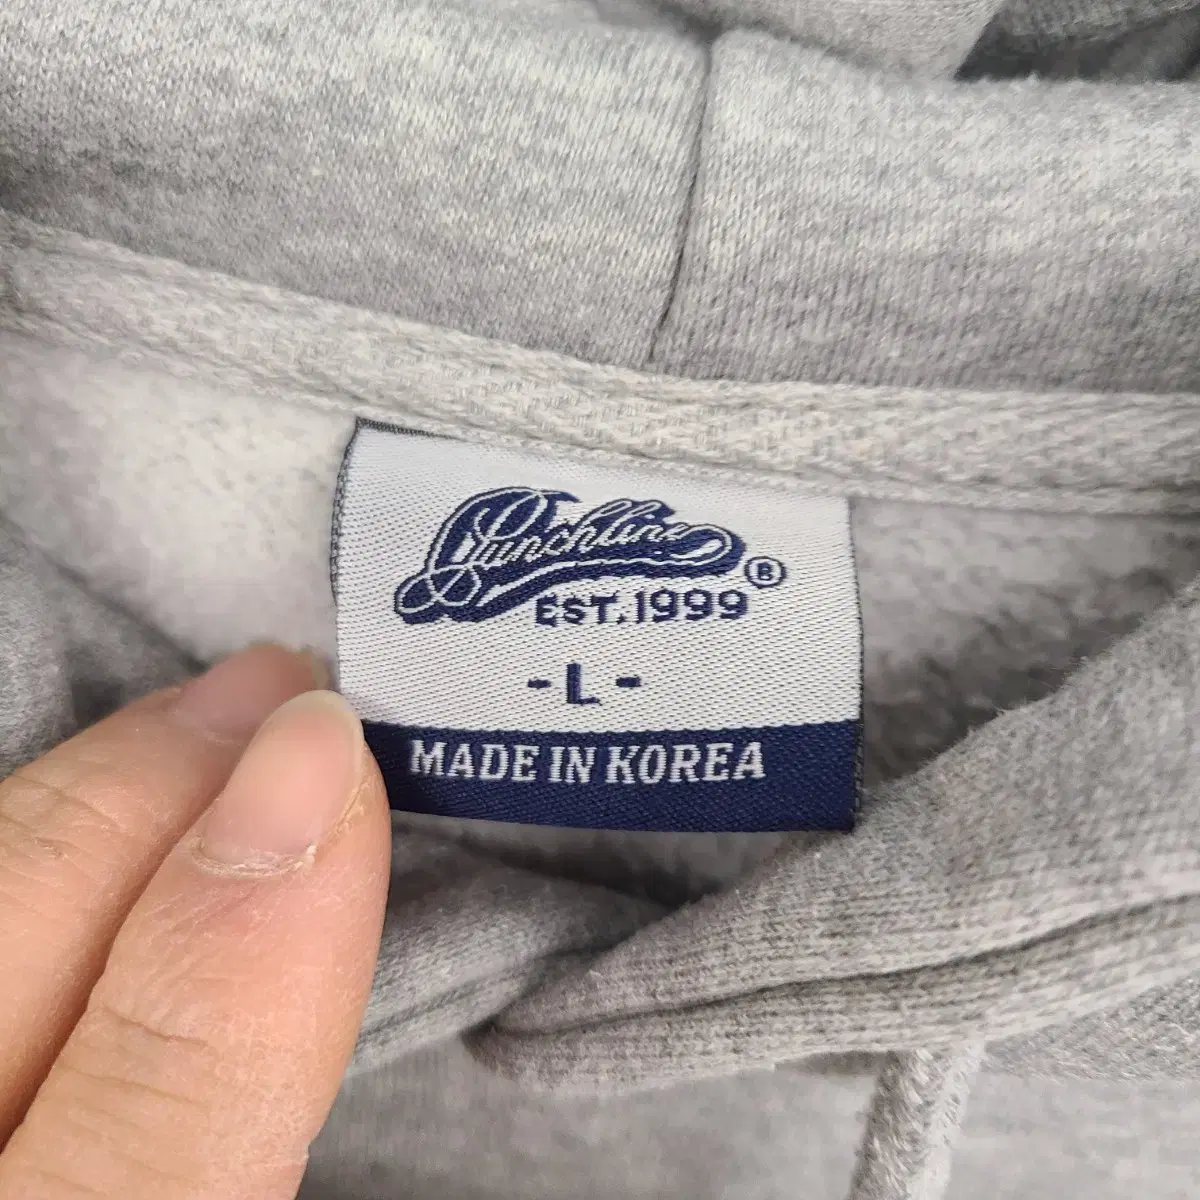 Punchline ®
EST.1999
-L-
MADE IN KOREA